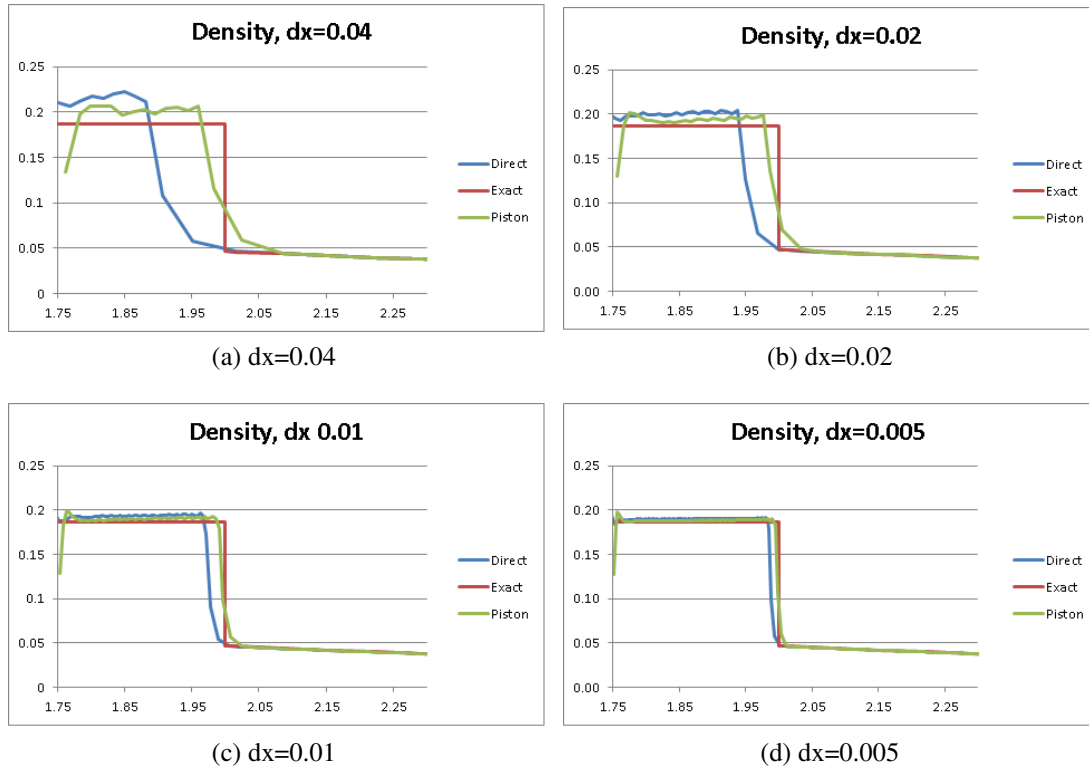 Density, dx=0.04
0.25
0.2
0.15
0.1
0.05
0
1.75 1.85 1.95 2.05 2.15 2.25
Direct
Exact
Piston
(a) dx=0.04
Density, dx=0.02
0.25
0.20
0.15
0.10
0.05
0.00
1.75 1.85 1.95 2.05 2.15 2.25
Direct
Exact
Piston
(b) dx=0.02
Density, dx 0.01
0.25
0.2
0.15
0.1
0.05
0
1.75 1.85 1.95 2.05 2.15 2.25
Direct
Exact
Piston
(c) dx=0.01
Density, dx=0.005
0.25
0.20
0.15
0.10
0.05
0.00
1.75 1.85 1.95 2.05 2.15 2.25
Direct
Exact
Piston
(d) dx=0.005